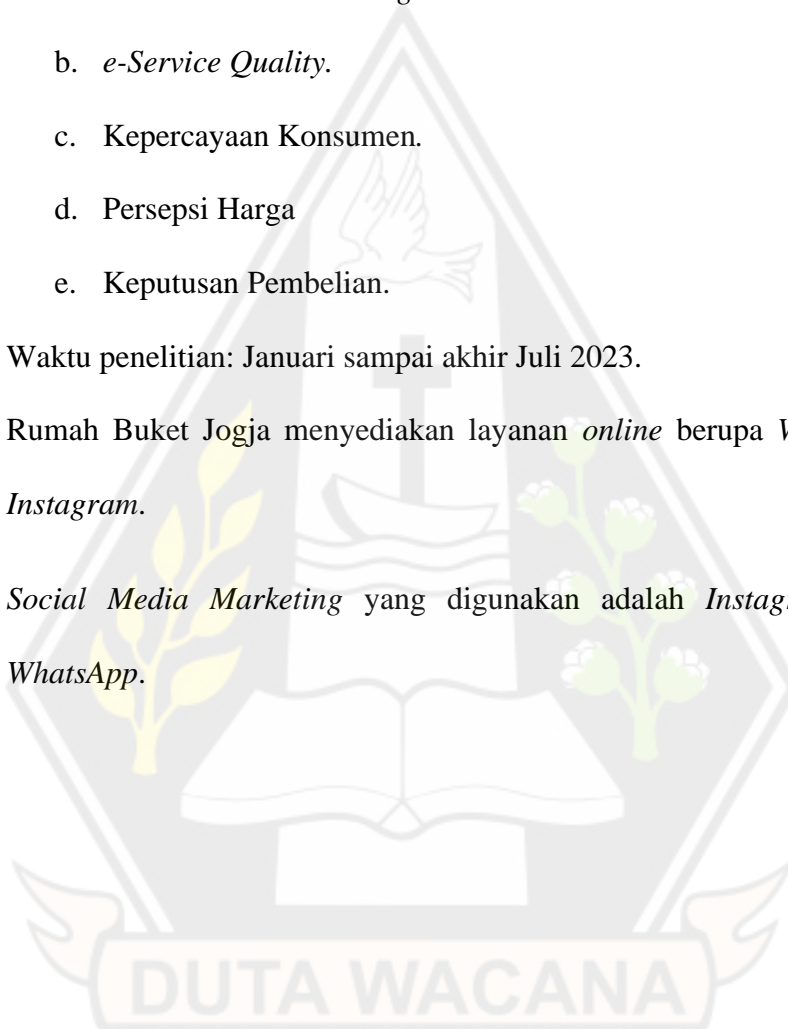 b. e-Service Quality.
c. Kepercayaan Konsumen.
d. Persepsi Harga
e. Keputusan Pembelian.
Waktu penelitian: Januari sampai akhir Juli 2023.
Rumah Buket Jogja menyediakan layanan online berupa
Instagram.
Social Media Marketing yang digunakan adalah
WhatsApp.
DUTA WACANA